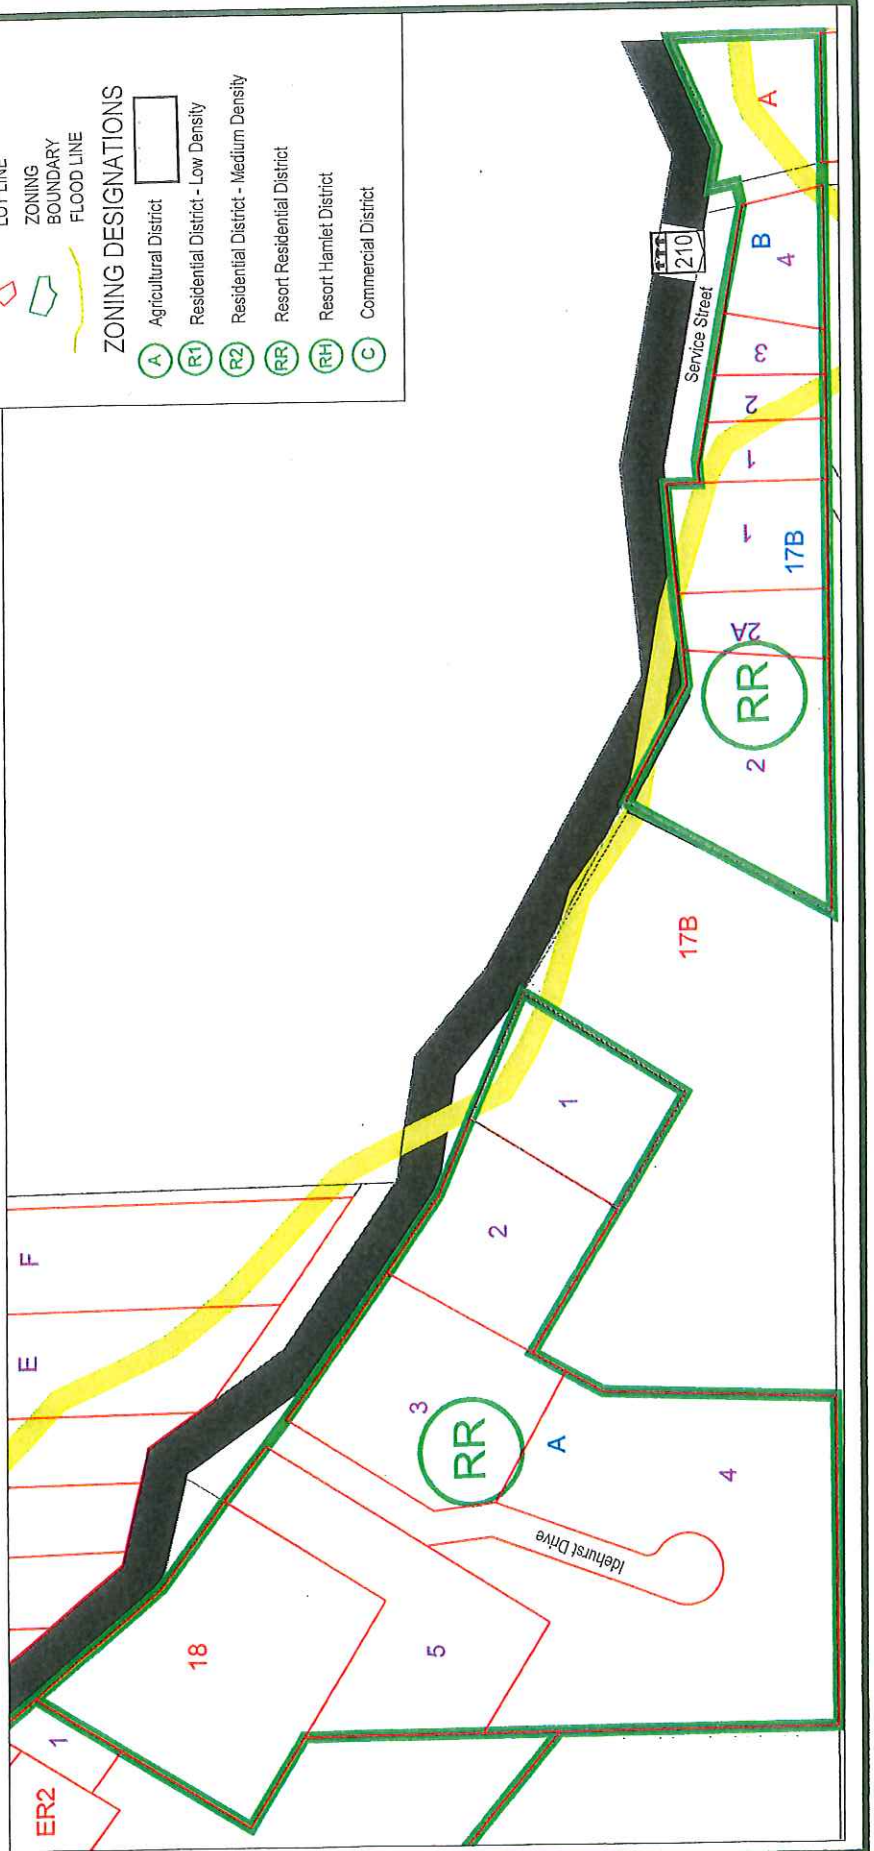 LOT LINE
ZONING
BOUNDARY
FLOOD LINE
ZONING DESIGNATIONS
A Agricultural District
R1 Residential District - Low Density
R2 Residential District - Medium Density
RR Resort Residential District
RH Resort Hamlet District
C Commercial District
ER2
1
18
5
E
F
3
RR
A
4
Idehurst Drive
2
1
17B
2
RR
2A
1
17B
1
2
3
4
B
Service Street
210
A